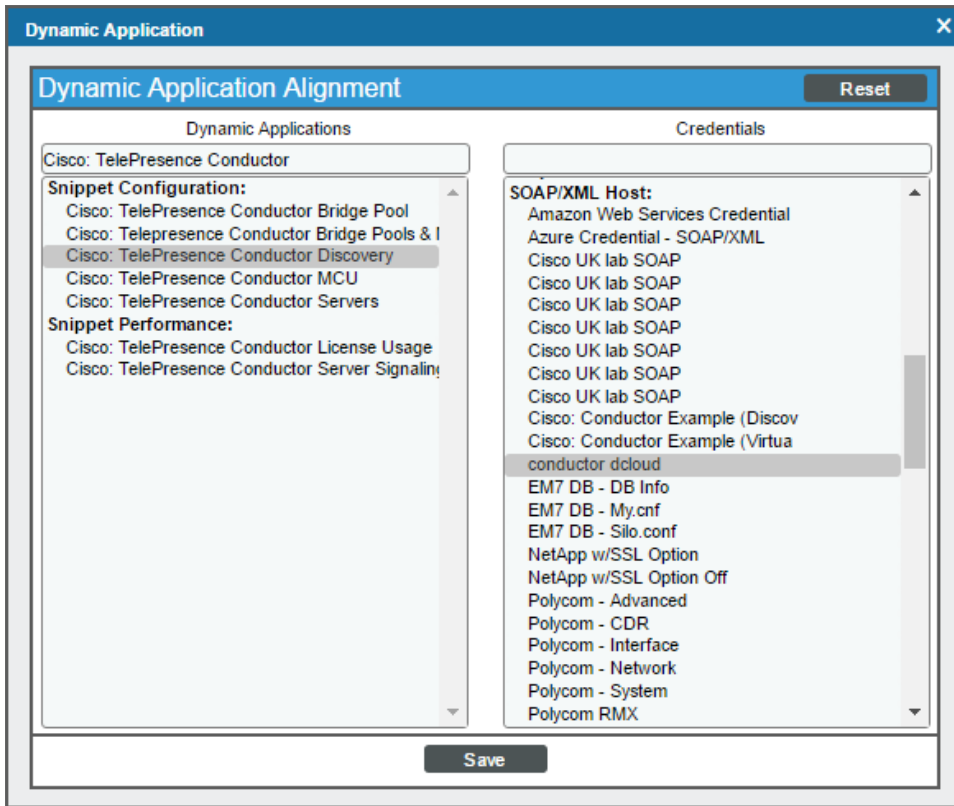 Dynamic Application
Dynamic Application Alignment
Reset
Dynamic Applications
Cisco: TelePresence Conductor
Snippet Configuration:
Cisco: TelePresence Conductor Bridge Pool
Cisco: Telepresence Conductor Bridge Pools &
Cisco: TelePresence Conductor Discovery
Cisco: TelePresence Conductor MCU
Cisco: TelePresence Conductor Servers
Snippet Performance:
Cisco: TelePresence Conductor License Usage
Cisco: TelePresence Conductor Server Signaling
Credentials
SOAP/XML Host:
Amazon Web Services Credential
Azure Credential - SOAP/XML
Cisco UK lab SOAP
Cisco UK lab SOAP
Cisco UK lab SOAP
Cisco UK lab SOAP
Cisco UK lab SOAP
Cisco UK lab SOAP
Cisco UK lab SOAP
Cisco: Conductor Example (Discov
Cisco: Conductor Example (Virtua
conductor dcloud
EM7 DB - DB Info
EM7 DB - My.cnf
EM7 DB - Silo.conf
NetApp w/SSL Option
NetApp w/SSL Option Off
Polycom - Advanced
Polycom - CDR
Polycom - Interface
Polycom - Network
Polycom - System
Polycom RMX
Save